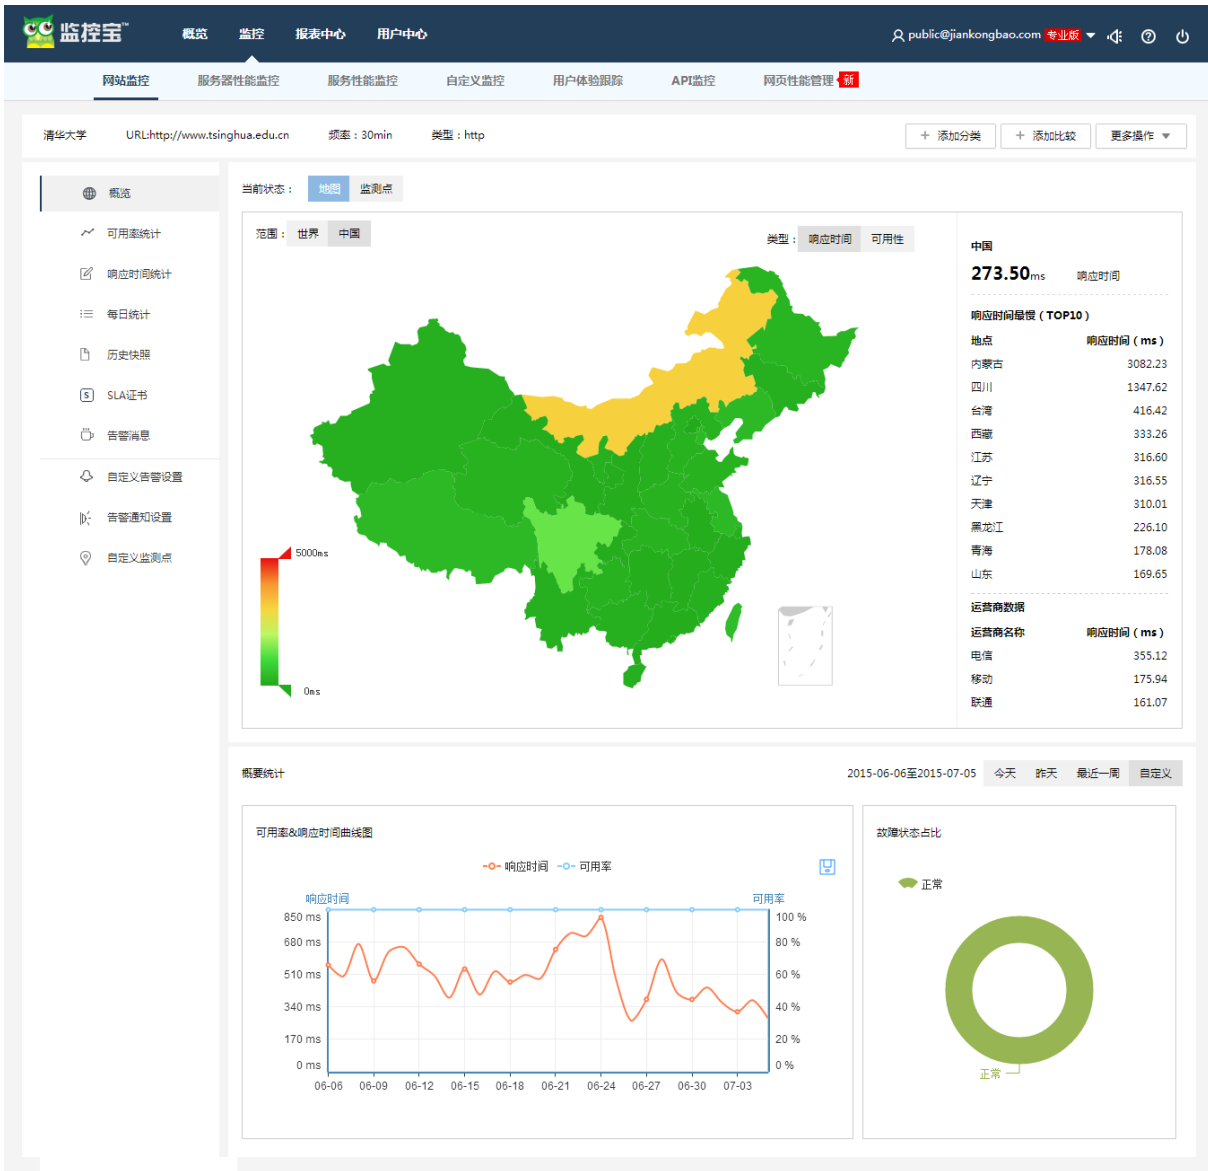 监控宝™ 概览 监控 报表中心 用户中心 public@jiankongbao.com 专业版
网站监控 服务器性能监控 服务性能监控 自定义监控 用户体验跟踪 API监控 网页性能管理 新
清华大学 URL:http://www.tsinghua.edu.cn 频率：30min 类型：http + 添加分类 + 添加比较 更多操作
概览
可用率统计
响应时间统计
每日统计
历史快照
SLA证书
告警消息
自定义告警设置
告警通知设置
自定义监测点
当前状态： 地图 监测点
范围： 世界 中国 类型： 响应时间 可用性
5000ms
0ms
中国
273.50ms 响应时间
响应时间最慢（TOP10）
地点 响应时间（ms）
内蒙古 3082.23
四川 1347.62
台湾 416.42
西藏 333.26
江苏 316.60
辽宁 316.55
天津 310.01
黑龙江 226.10
青海 178.08
山东 169.65
运营商数据
运营商名称 响应时间（ms）
电信 355.12
移动 175.94
联通 161.07
概要统计 2015-06-06至2015-07-05 今天 昨天 最近一周 自定义
可用率&响应时间曲线图
响应时间 可用率
响应时间 可用率
850 ms 100 %
680 ms 80 %
510 ms 60 %
340 ms 40 %
170 ms 20 %
0 ms 0 %
06-06 06-09 06-12 06-15 06-18 06-21 06-24 06-27 06-30 07-03
故障状态占比
正常
正常